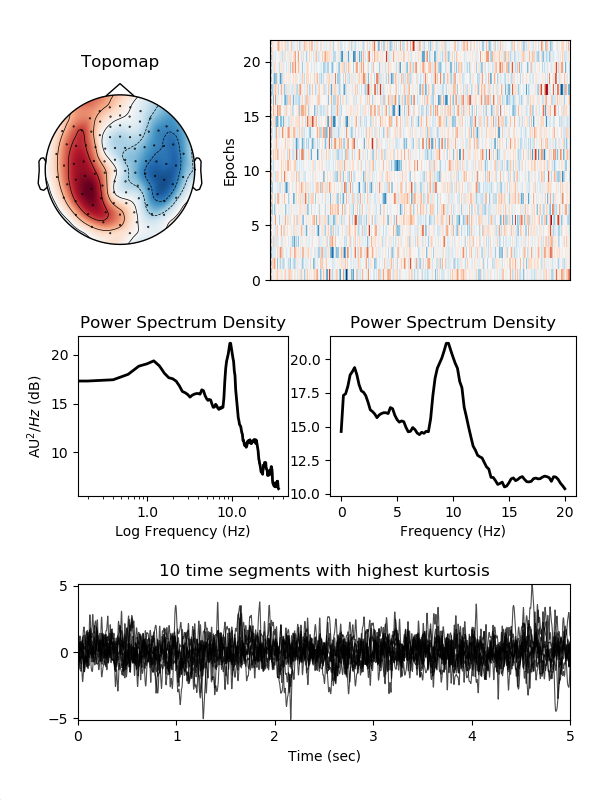 Topomap
Epochs
20
15
10
5
0
Power Spectrum Density
AU²/Hz (dB)
20
15
10
1.0 10.0
Log Frequency (Hz)
Power Spectrum Density
20.0
17.5
15.0
12.5
10.0
0 5 10 15 20
Frequency (Hz)
10 time segments with highest kurtosis
5
0
−5
0 1 2 3 4 5
Time (sec)